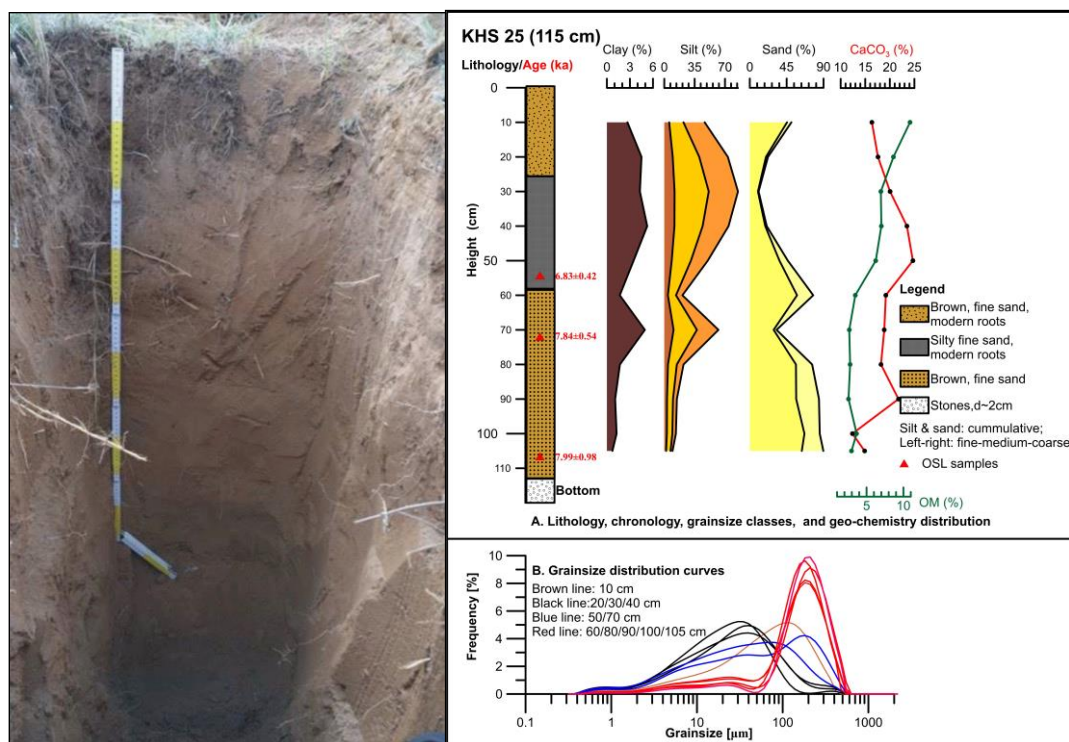 KHS 25 (115 cm)
Lithology/Age (ka)
Clay (%) Silt (%) Sand (%) CaCO₃ (%)
0 3 6 0 35 70 0 45 90 10 15 20 25
Height (cm)
0
10
20
30
40
50
60
70
80
90
100
110
6.83±0.42
7.84±0.54
7.99±0.98
Bottom
Legend
Brown, fine sand,
modern roots
Silty fine sand,
modern roots
Brown, fine sand
Stones,d~2cm
Silt & sand: cummulative;
Left-right: fine-medium-coarse
OSL samples
5 10
OM (%)
A. Lithology, chronology, grainsize classes, and geo-chemistry distribution
B. Grainsize distribution curves
Brown line: 10 cm
Black line:20/30/40 cm
Blue line: 50/70 cm
Red line: 60/80/90/100/105 cm
Frequency [%]
10
8
6
4
2
0
0.1 1 10 100 1000
Grainsize [µm]